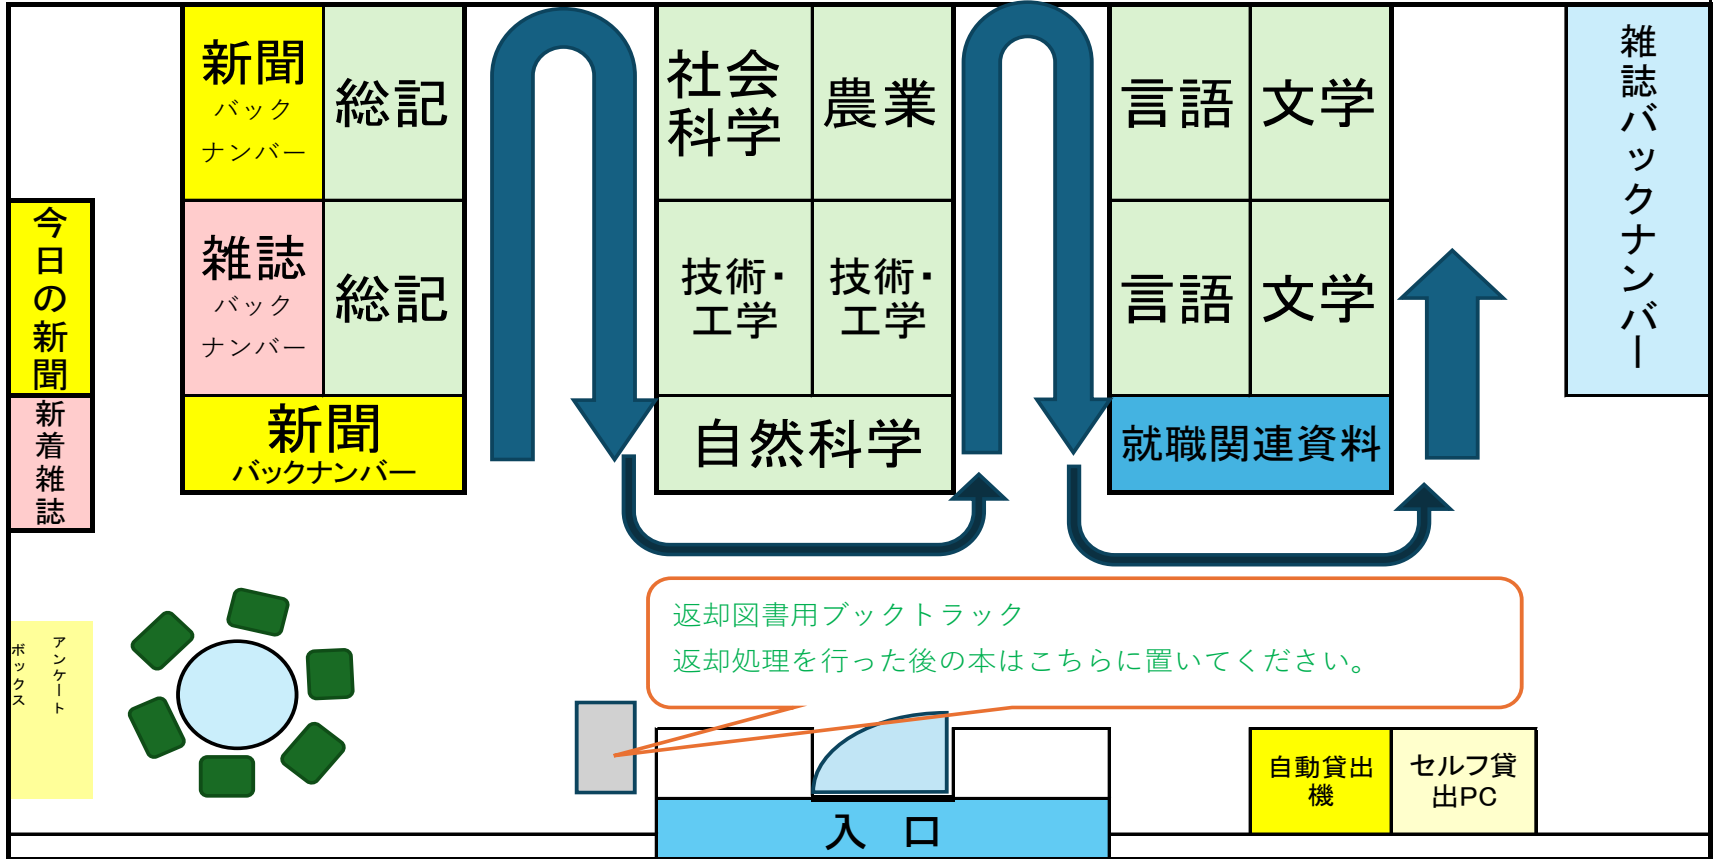 新聞
バック
ナンバー
総記
社会
科学
農業
言語
文学
雑誌バックナンバー
今日の新聞
雑誌
バック
ナンバー
総記
技術・
工学
技術・
工学
言語
文学
新着雑誌
新聞
バックナンバー
自然科学
就職関連資料
返却図書用ブックトラック
返却処理を行った後の本はこちらに置いてください。
アンケート
ボックス
自動貸出
機
セルフ貸
出PC
入 口